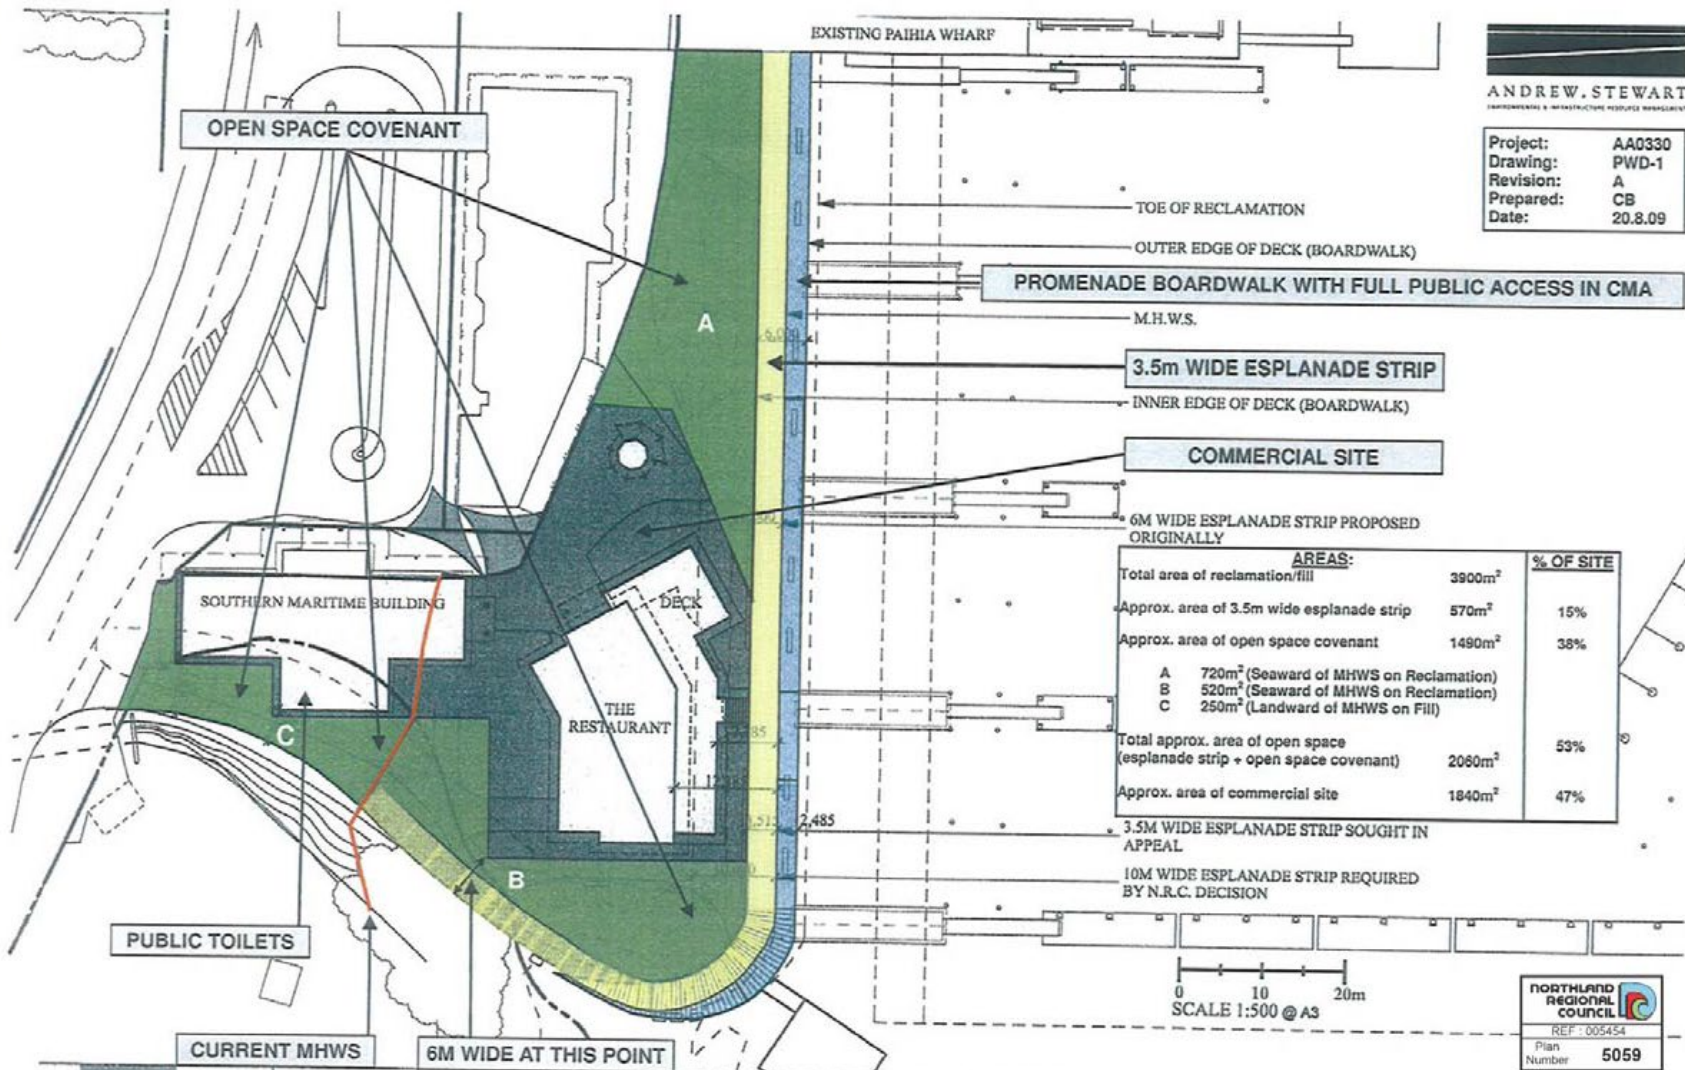 EXISTING PAIHIA WHARF
ANDREW. STEWART
ENVIRONMENTAL & INFRASTRUCTURE RESOURCE MANAGEMENT
Project: AA0330
Drawing: PWD-1
Revision: A
Prepared: CB
Date: 20.8.09
OPEN SPACE COVENANT
TOE OF RECLAMATION
OUTER EDGE OF DECK (BOARDWALK)
PROMENADE BOARDWALK WITH FULL PUBLIC ACCESS IN CMA
M.H.W.S.
A
3.5m WIDE ESPLANADE STRIP
INNER EDGE OF DECK (BOARDWALK)
COMMERCIAL SITE
6M WIDE ESPLANADE STRIP PROPOSED
ORIGINALLY
AREAS: % OF SITE
Total area of reclamation/fill 3900m²
Approx. area of 3.5m wide esplanade strip 570m² 15%
Approx. area of open space covenant 1490m² 38%
A 720m² (Seaward of MHWS on Reclamation)
B 520m² (Seaward of MHWS on Reclamation)
C 250m² (Landward of MHWS on Fill)
Total approx. area of open space 53%
(esplanade strip + open space covenant) 2060m²
Approx. area of commercial site 1840m² 47%
SOUTHERN MARITIME BUILDING
DECK
THE
RESTAURANT
C
2,485
3.5M WIDE ESPLANADE STRIP SOUGHT IN
APPEAL
B
10M WIDE ESPLANADE STRIP REQUIRED
BY N.R.C. DECISION
PUBLIC TOILETS
0 10 20m
SCALE 1:500 @ A3
CURRENT MHWS
6M WIDE AT THIS POINT
NORTHLAND
REGIONAL
COUNCIL
REF : 005454
Plan
Number 5059